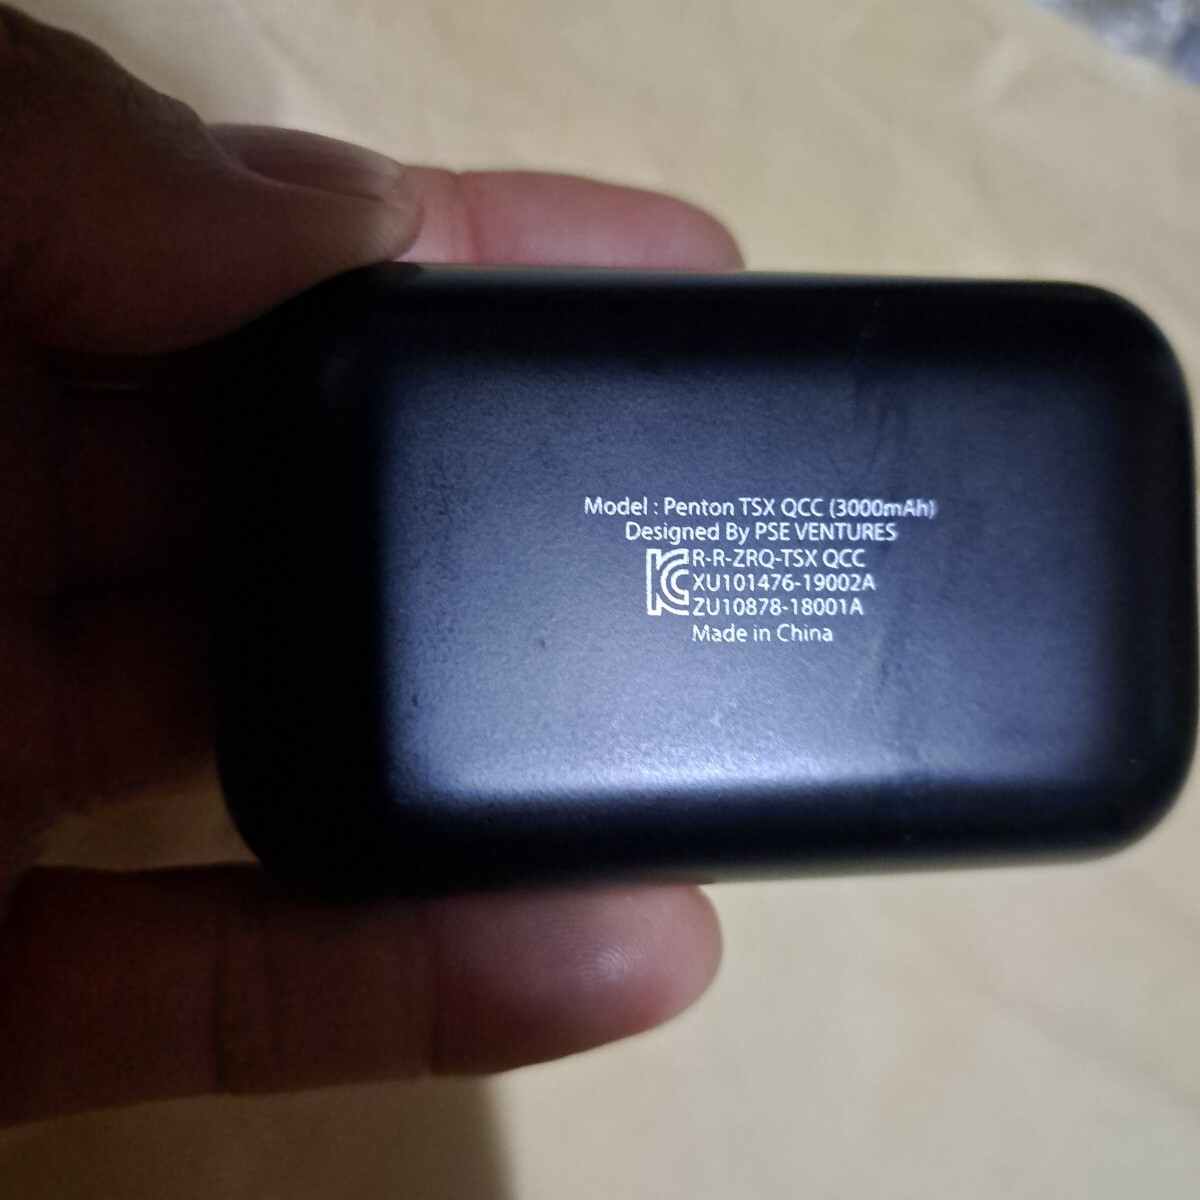 Model : Penton TSX QCC (3000mAh)
Designed By PSE VENTURES
R-R-ZRQ-TSX QCC
XU101476-19002A
ZU10878-18001A
Made in China